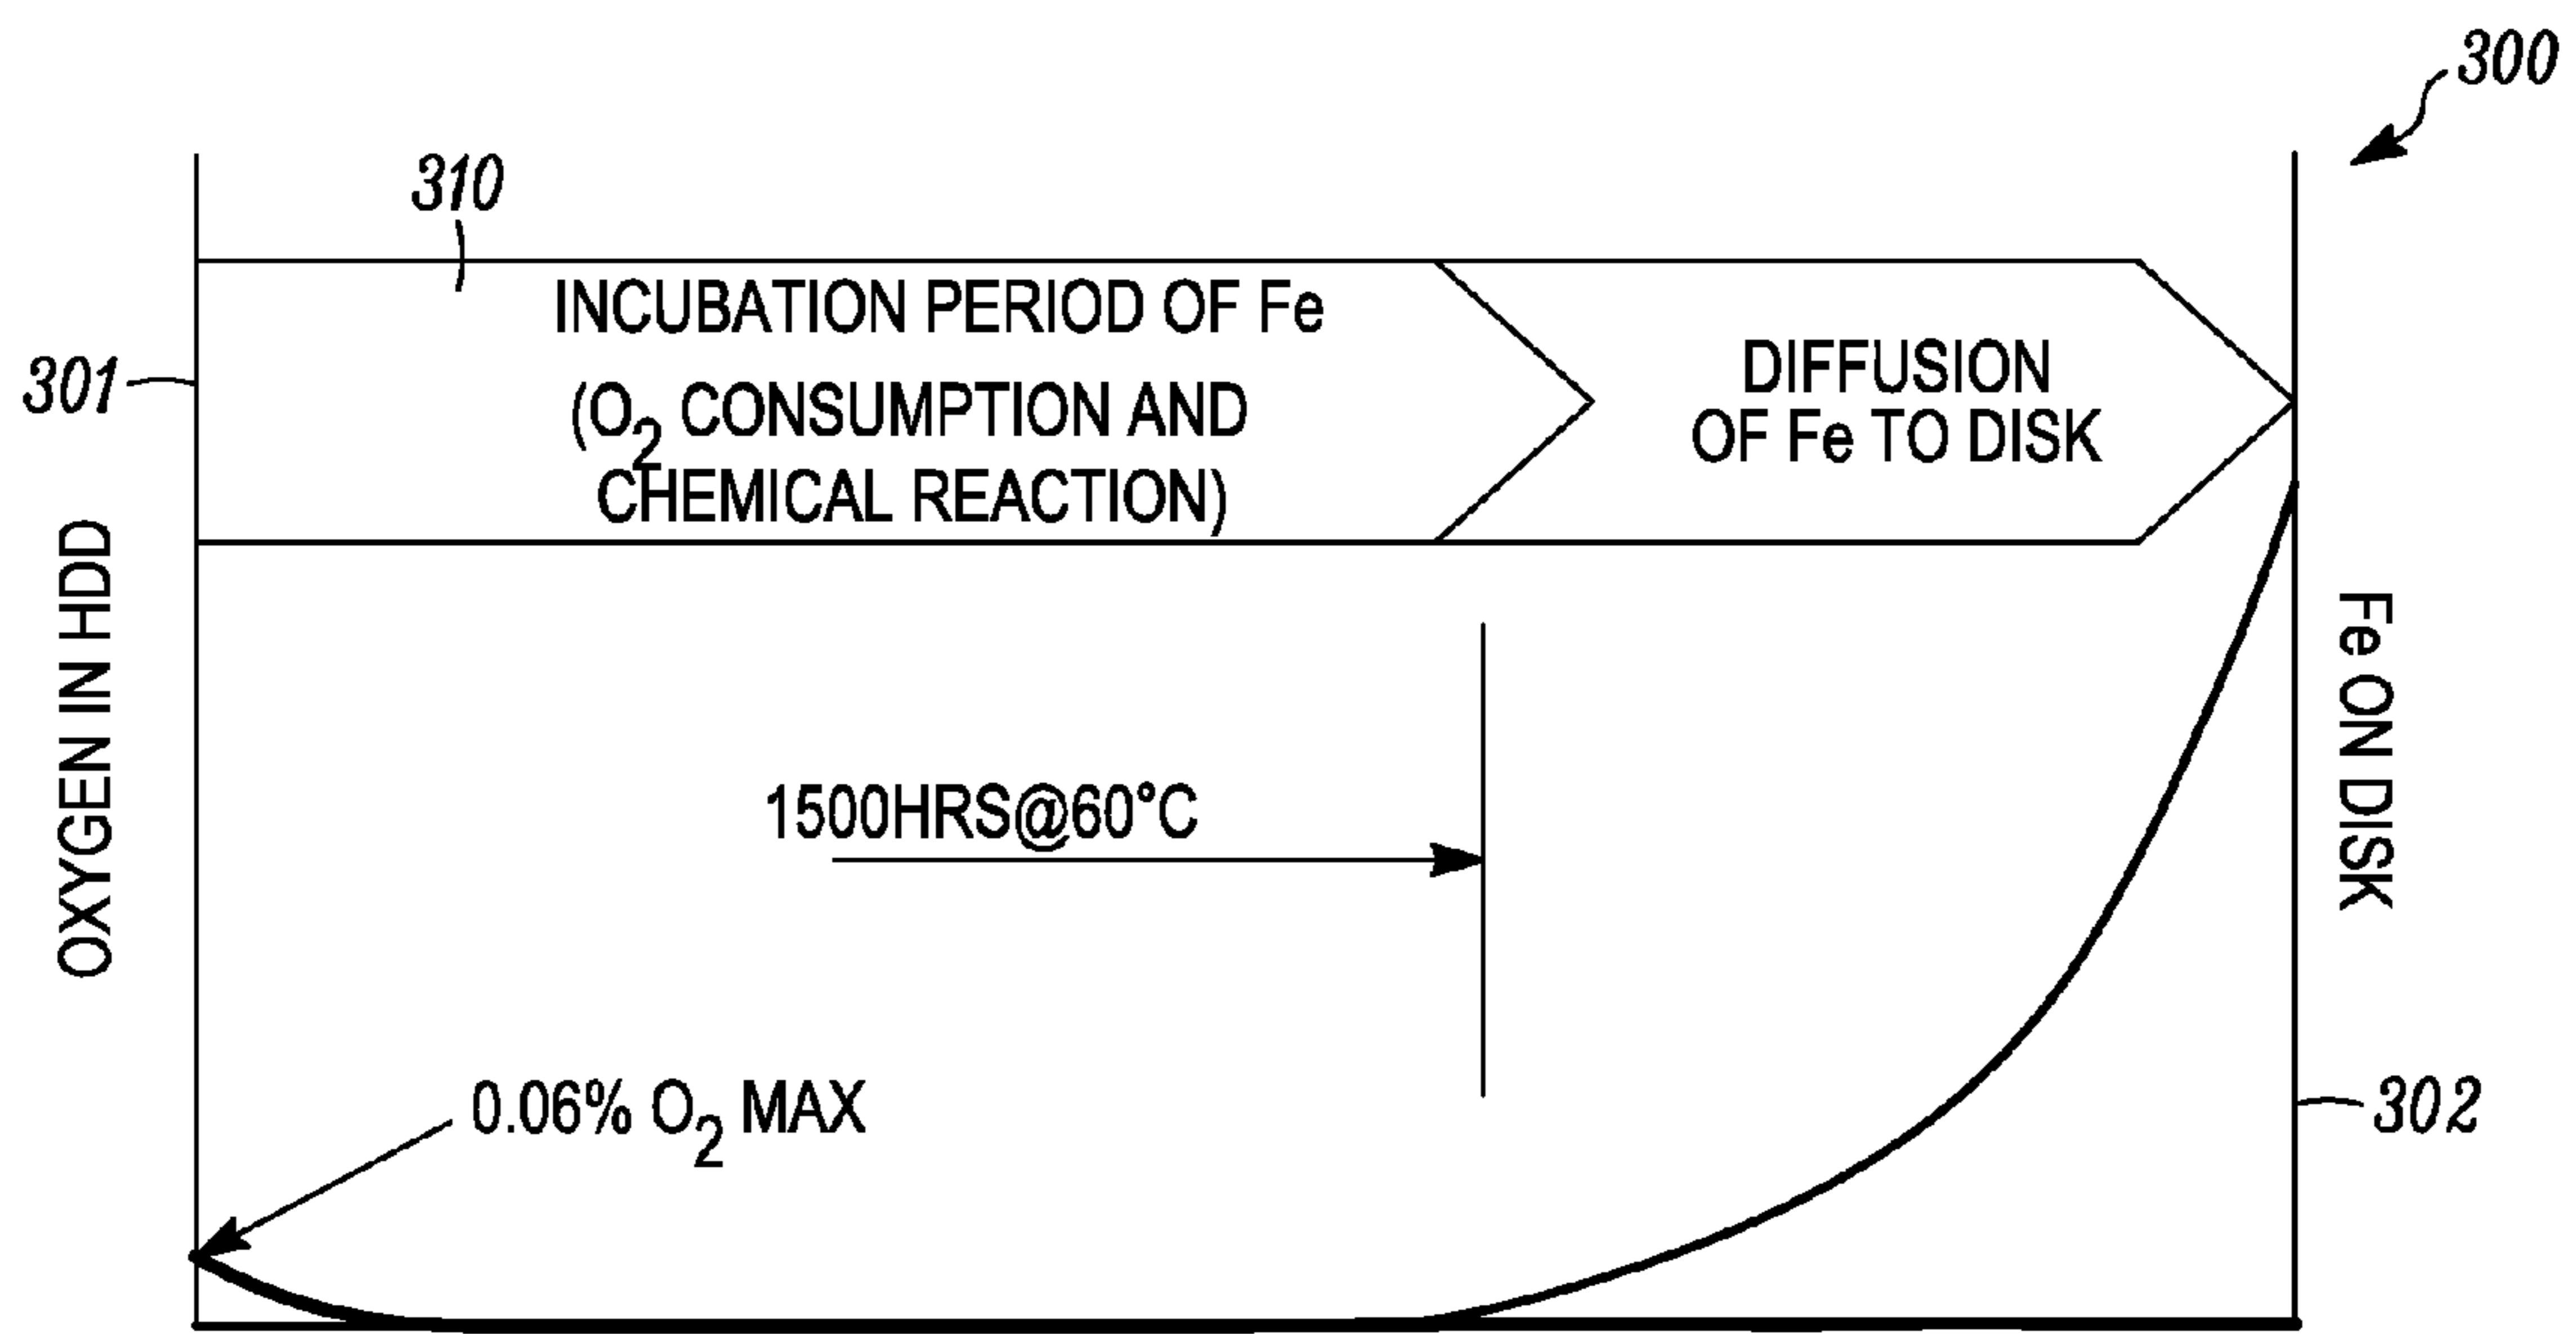 300
310
INCUBATION PERIOD OF Fe
(O2 CONSUMPTION AND
CHEMICAL REACTION)
DIFFUSION
OF Fe TO DISK
301
OXYGEN IN HDD
Fe ON DISK
1500HRS@60°C
0.06% O2 MAX
302